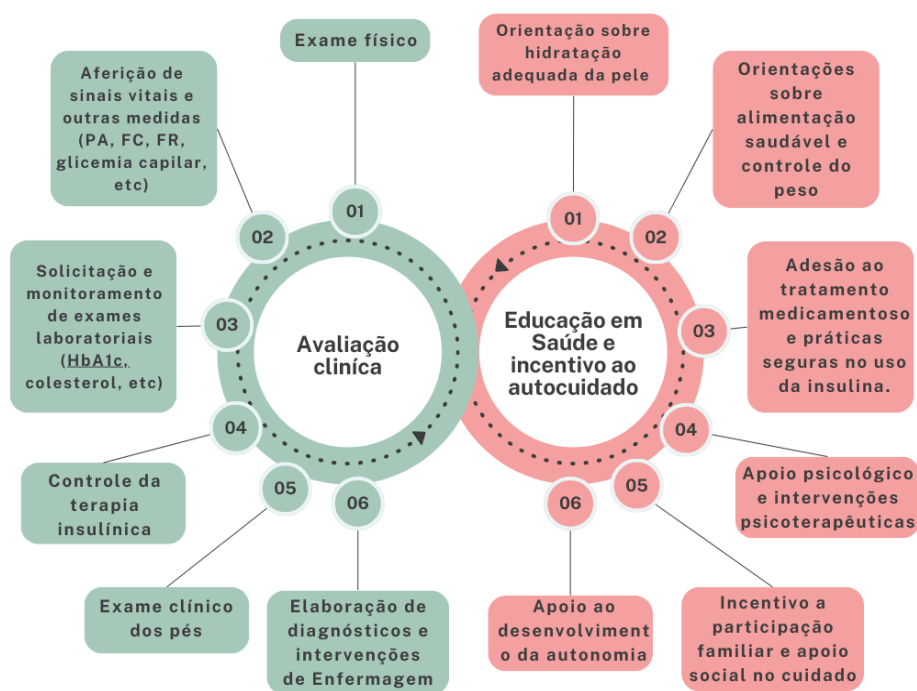 Exame físico
01
Aferição de
sinais vitais e
outras medidas
(PA, FC, FR,
glicemia capilar,
etc)
02
Solicitação e
monitoramento
de exames
laboratoriais
(HbA1c,
colesterol, etc)
03
Controle da
terapia
insulínica
04
Exame clínico
dos pés
05
Elaboração de
diagnósticos e
intervenções
de Enfermagem
06
Avaliação
cliníca
Orientação sobre
hidratação
adequada da pele
01
Orientações
sobre
alimentação
saudável e
controle do
peso
02
Adesão ao
tratamento
medicamentoso
e práticas
seguras no uso
da insulina.
03
Apoio psicológico
e intervenções
psicoterapêuticas
04
Incentivo a
participação
familiar e apoio
social no cuidado
05
Apoio ao
desenvolviment
o da autonomia
06
Educação em
Saúde e
incentivo ao
autocuidado